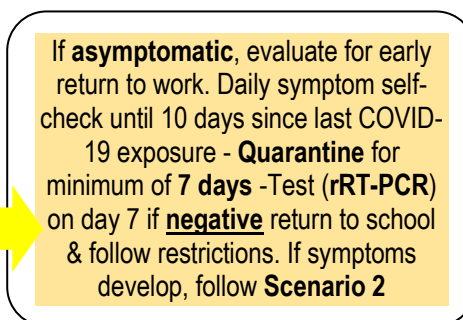 If asymptomatic, evaluate for early
return to work. Daily symptom self-
check until 10 days since last COVID-
19 exposure - Quarantine for
minimum of 7 days -Test (rRT-PCR)
on day 7 if negative return to school
& follow restrictions. If symptoms
develop, follow Scenario 2